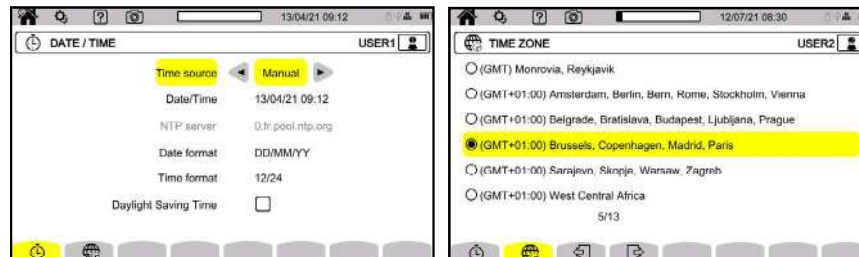 13/04/21 09:12
DATE / TIME
USER1
Time source
Manual
Date/Time
13/04/21 09:12
NTP server
0.fr.pool.ntp.org
Date format
DD/MM/YY
Time format
12/24
Daylight Saving Time
12/07/21 08:30
TIME ZONE
USER2
(GMT) Monrovia, Reykjavik
(GMT+01:00) Amsterdam, Berlin, Bern, Rome, Stockholm, Vienna
(GMT+01:00) Belgrade, Bratislava, Budapest, Ljubljana, Prague
(GMT+01:00) Brussels, Copenhagen, Madrid, Paris
(GMT+01:00) Sarajevo, Skopje, Warsaw, Zagreb
(GMT+01:00) West Central Africa
5/13